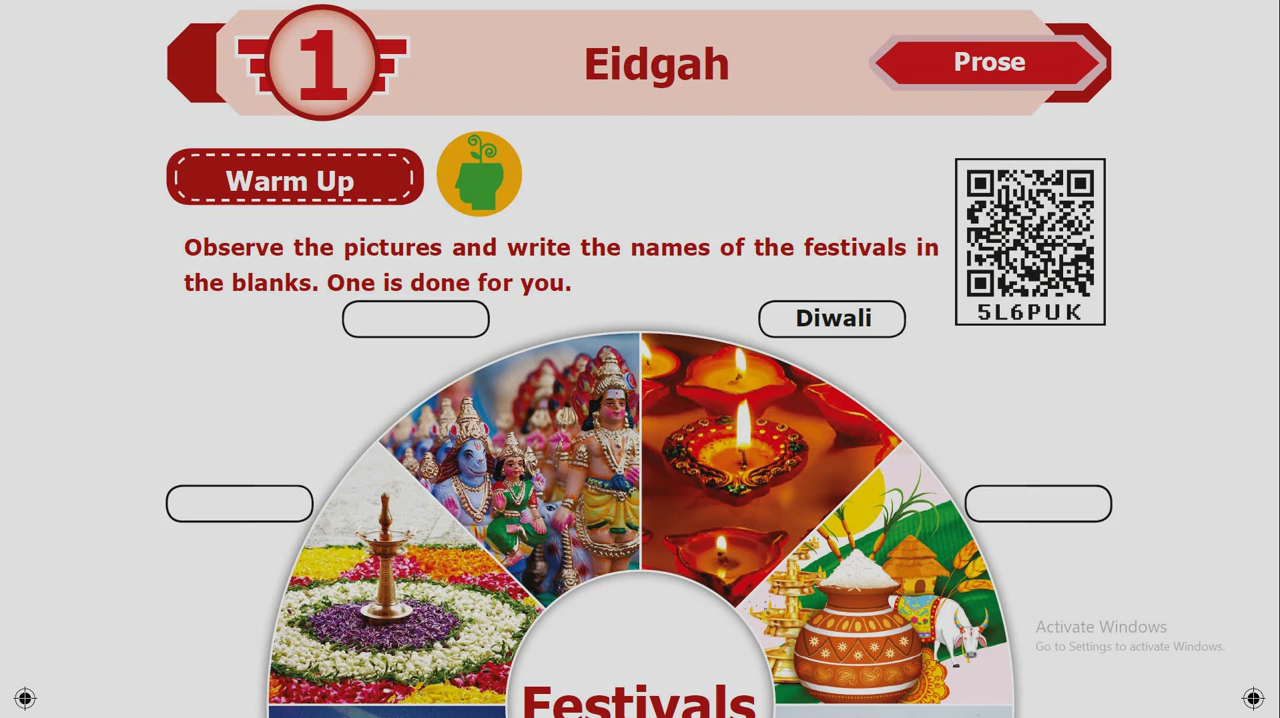 1
Eidgah
Prose
Warm Up
Observe the pictures and write the names of the festivals in
the blanks. One is done for you.
5L6PUK
Diwali
Festivals
Activate Windows
Go to Settings to activate Windows.